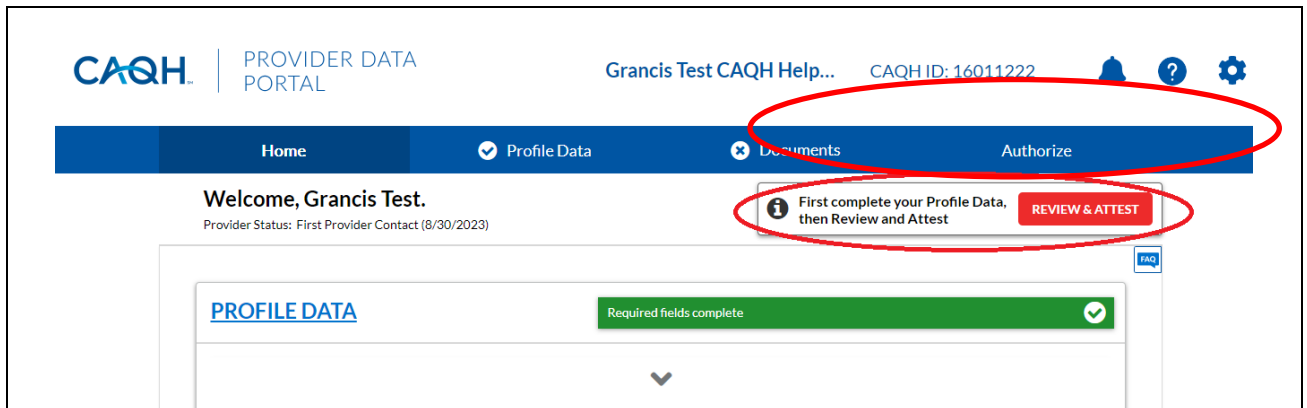 CAQH
PROVIDER DATA
PORTAL
Grancis Test CAQH Help... CAQH ID: 16011222
Home Profile Data Documents Authorize
Welcome, Grancis Test.
Provider Status: First Provider Contact (8/30/2023)
First complete your Profile Data,
then Review and Attest
REVIEW & ATTEST
FAQ
PROFILE DATA
Required fields complete